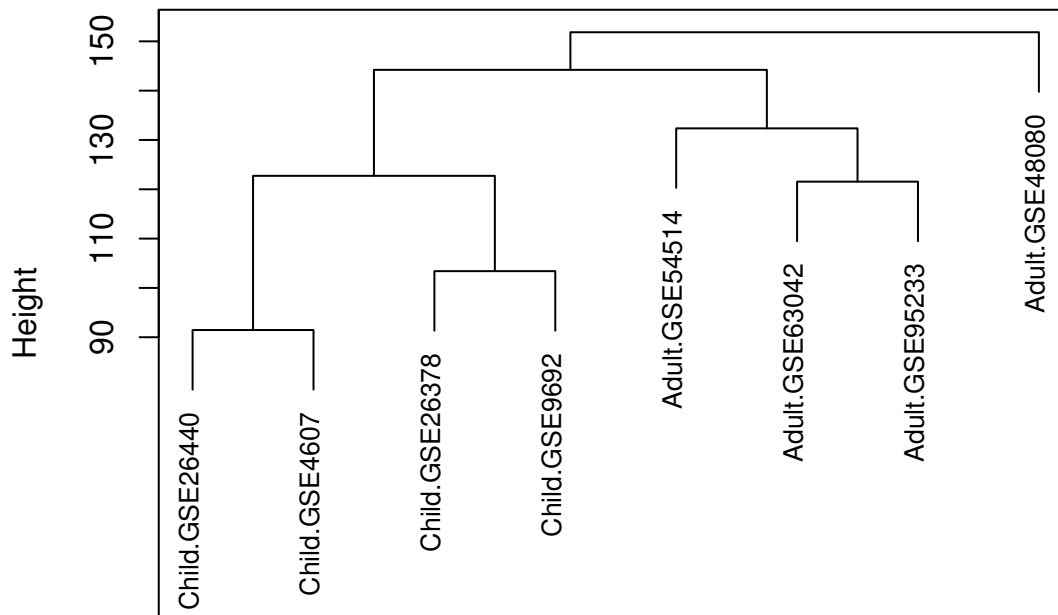 150
130
110
90
Height
Child.GSE26440
Child.GSE4607
Child.GSE26378
Child.GSE9692
Adult.GSE54514
Adult.GSE63042
Adult.GSE95233
Adult.GSE48080